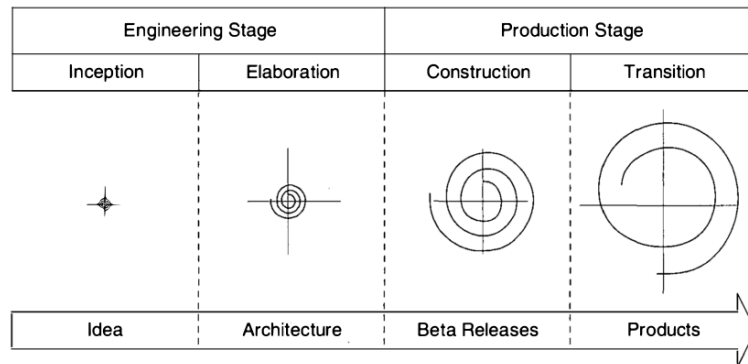 Engineering Stage Production Stage
Inception Elaboration Construction Transition
Idea Architecture Beta Releases Products